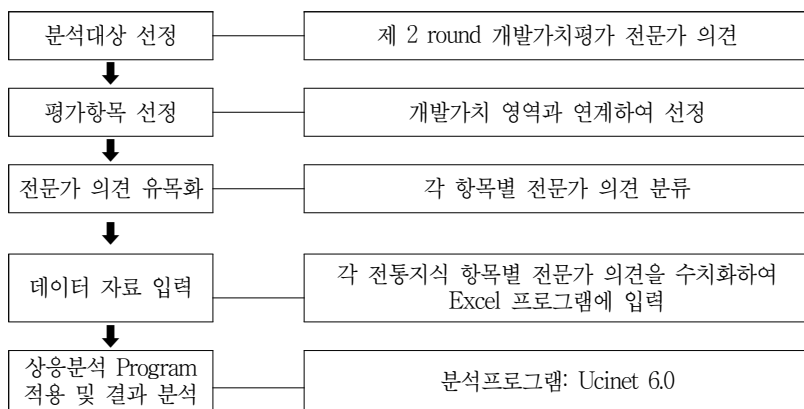 분석대상 선정
제 2 round 개발가치평가 전문가 의견
평가항목 선정
개발가치 영역과 연계하여 선정
전문가 의견 유목화
각 항목별 전문가 의견 분류
데이터 자료 입력
각 전통지식 항목별 전문가 의견을 수치화하여
Excel 프로그램에 입력
상응분석 Program
적용 및 결과 분석
분석프로그램: Ucinet 6.0